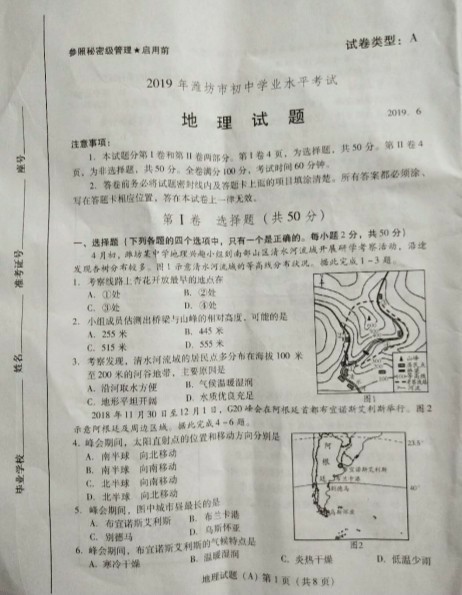 参照秘密级管理★启用前
试卷类型：A
2019年潍坊市初中学业水平考试
地 理 试 题
2019．6
注意事项：
1．本试题分第Ⅰ卷和第Ⅱ卷两部分。第Ⅰ卷4页，为选择题，共50分。第Ⅱ卷4
页，为非选择题，共50分。全卷满分100分，考试时间60分钟。
2．答卷前务必将试题密封线内及答题卡上面的项目填涂清楚。所有答案都必须涂、
写在答题卡相应位置，答在本试卷上一律无效。
第Ⅰ卷 选择题（共50分）
一、选择题（下列各题的四个选项中，只有一个是正确的。每小题2分，共50分）
4月初，潍坊某中学地理兴趣小组到南部山区清水河流域开展研学考察活动，沿途
发现杏树分布较多。图1示意清水河流域的等高线分布状况。据此完成1－3题。
1．考察线路上杏花开放最早的地点在
A．①处 B．②处
C．③处 D．④处
2．小组成员估测出桥梁与山峰的相对高度，可能的是
A．255米 B．445米
C．515米 D．555米
3．考察发现，清水河流域的居民点多分布在海拔100米
至200米的河谷地带，主要原因是
A．沿河取水方便 B．气候温暖湿润
C．地形平坦开阔 D．水质优良充足
图1
2018年11月30日至12月1日，G20峰会在阿根廷首都布宜诺斯艾利斯举行。图2
示意阿根廷及周边区域。据此完成4－6题。
4．峰会期间，太阳直射点的位置和移动方向分别是
A．南半球 向北移动
B．南半球 向南移动
C．北半球 向南移动
D．北半球 向北移动
5．峰会期间，图中城市昼最长的是
A．布宜诺斯艾利斯 B．布兰卡港
C．别德马 D．乌斯怀亚
阿
根
廷
23.5°
布宜诺斯艾利斯
40°
图2
6．峰会期间，布宜诺斯艾利斯的气候特点是
A．寒冷干燥 B．温暖湿润 C．炎热干燥 D．低温少雨
地理试题（A）第1页（共8页）
座号
准考证号
姓名
毕业学校